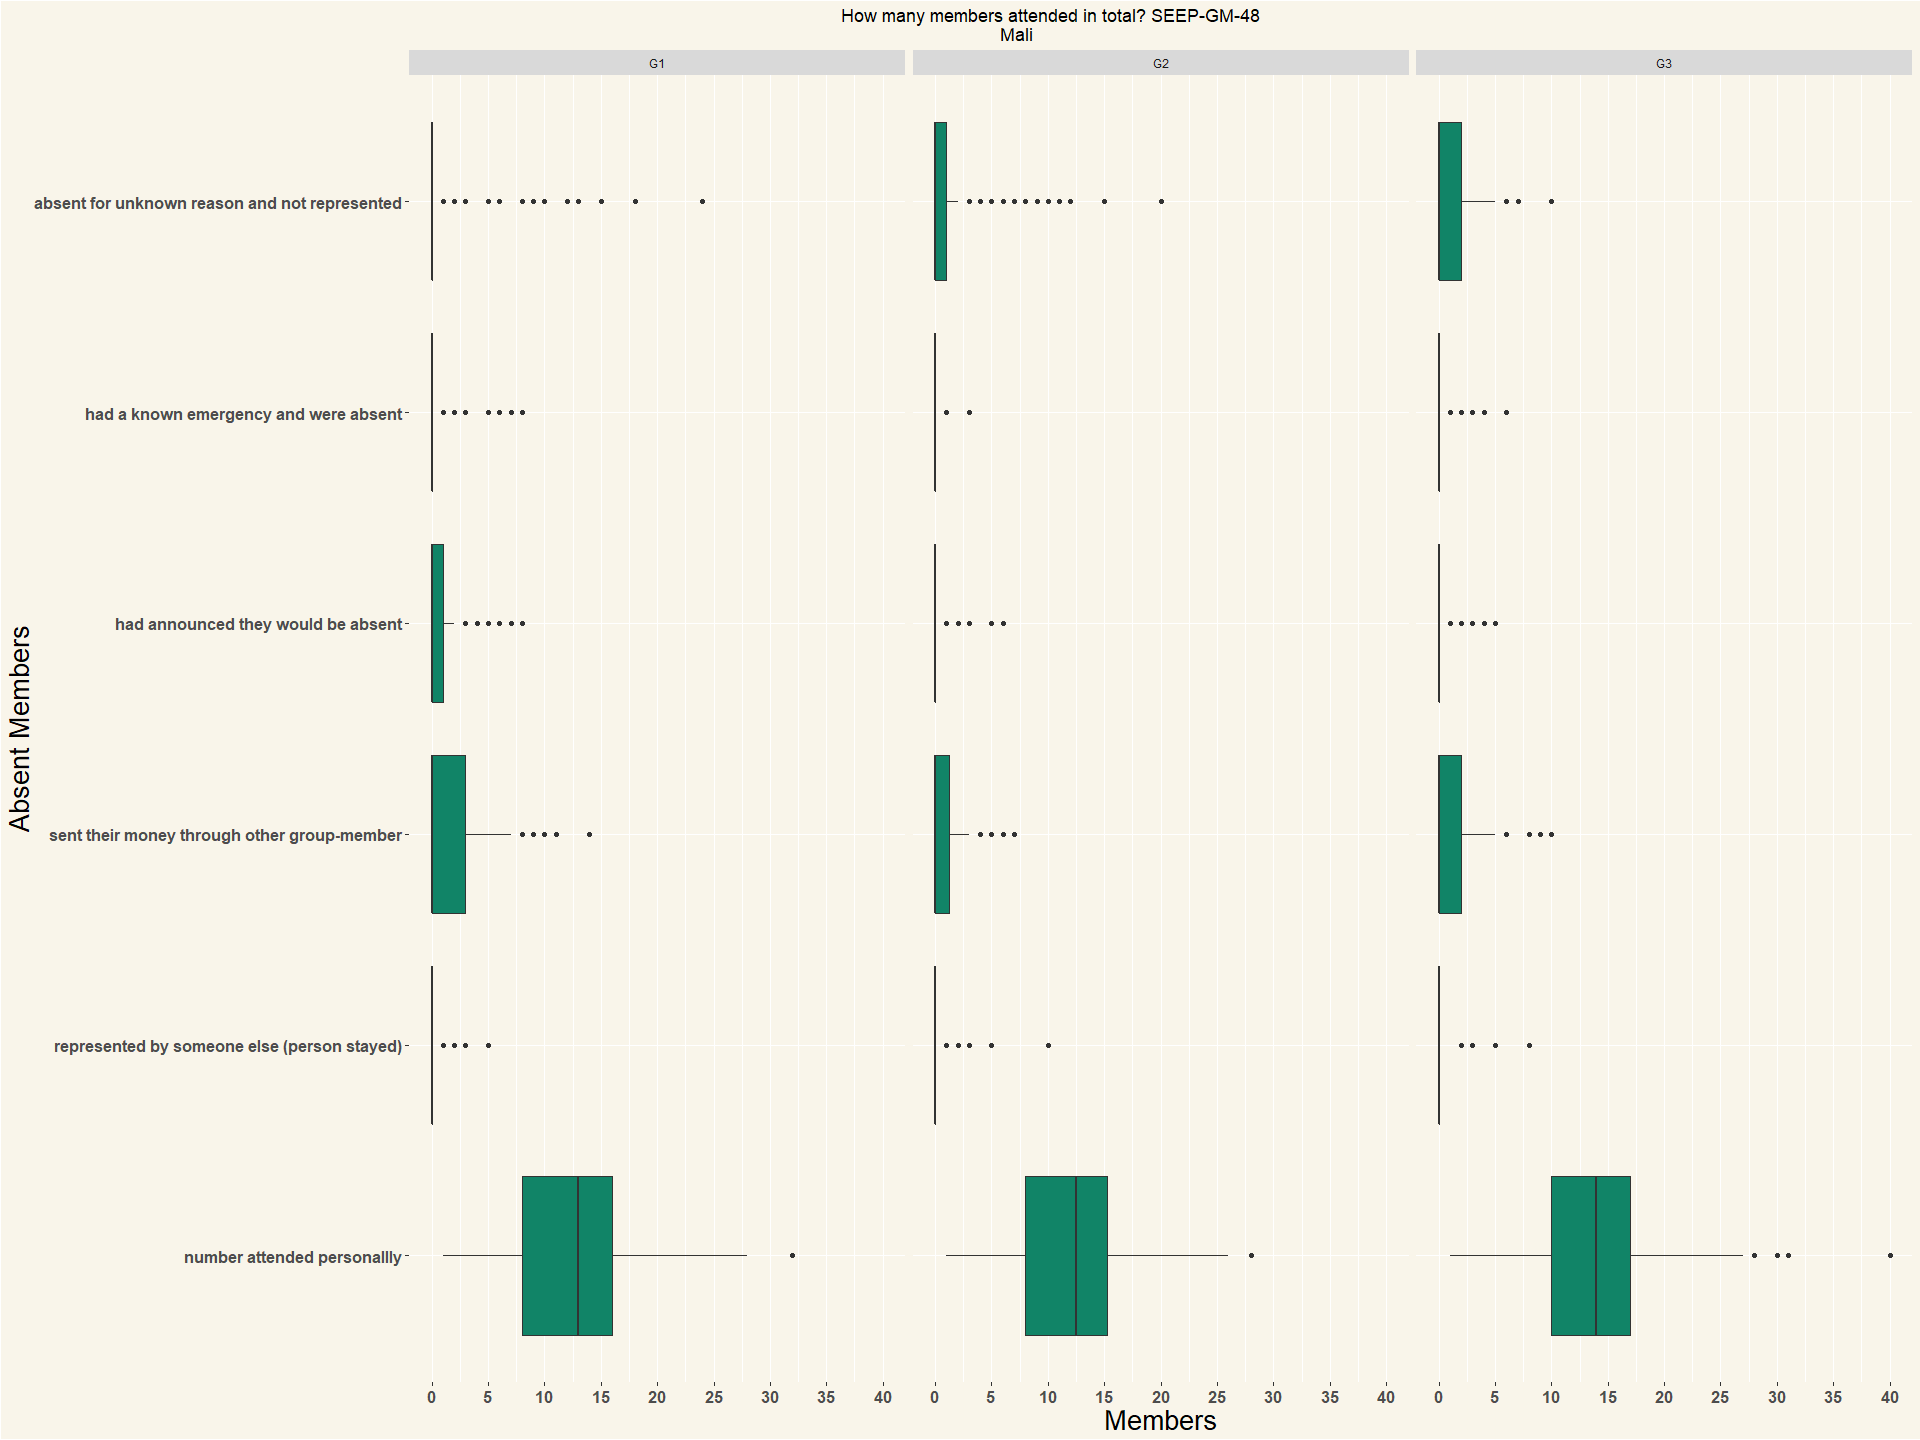 How many members attended in total? SEEP-GM-48
Mali
G1 G2 G3
Absent Members
absent for unknown reason and not represented
had a known emergency and were absent
had announced they would be absent
sent their money through other group-member
represented by someone else (person stayed)
number attended personallly
0 5 10 15 20 25 30 35 40 0 5 10 15 20 25 30 35 40 0 5 10 15 20 25 30 35 40
Members